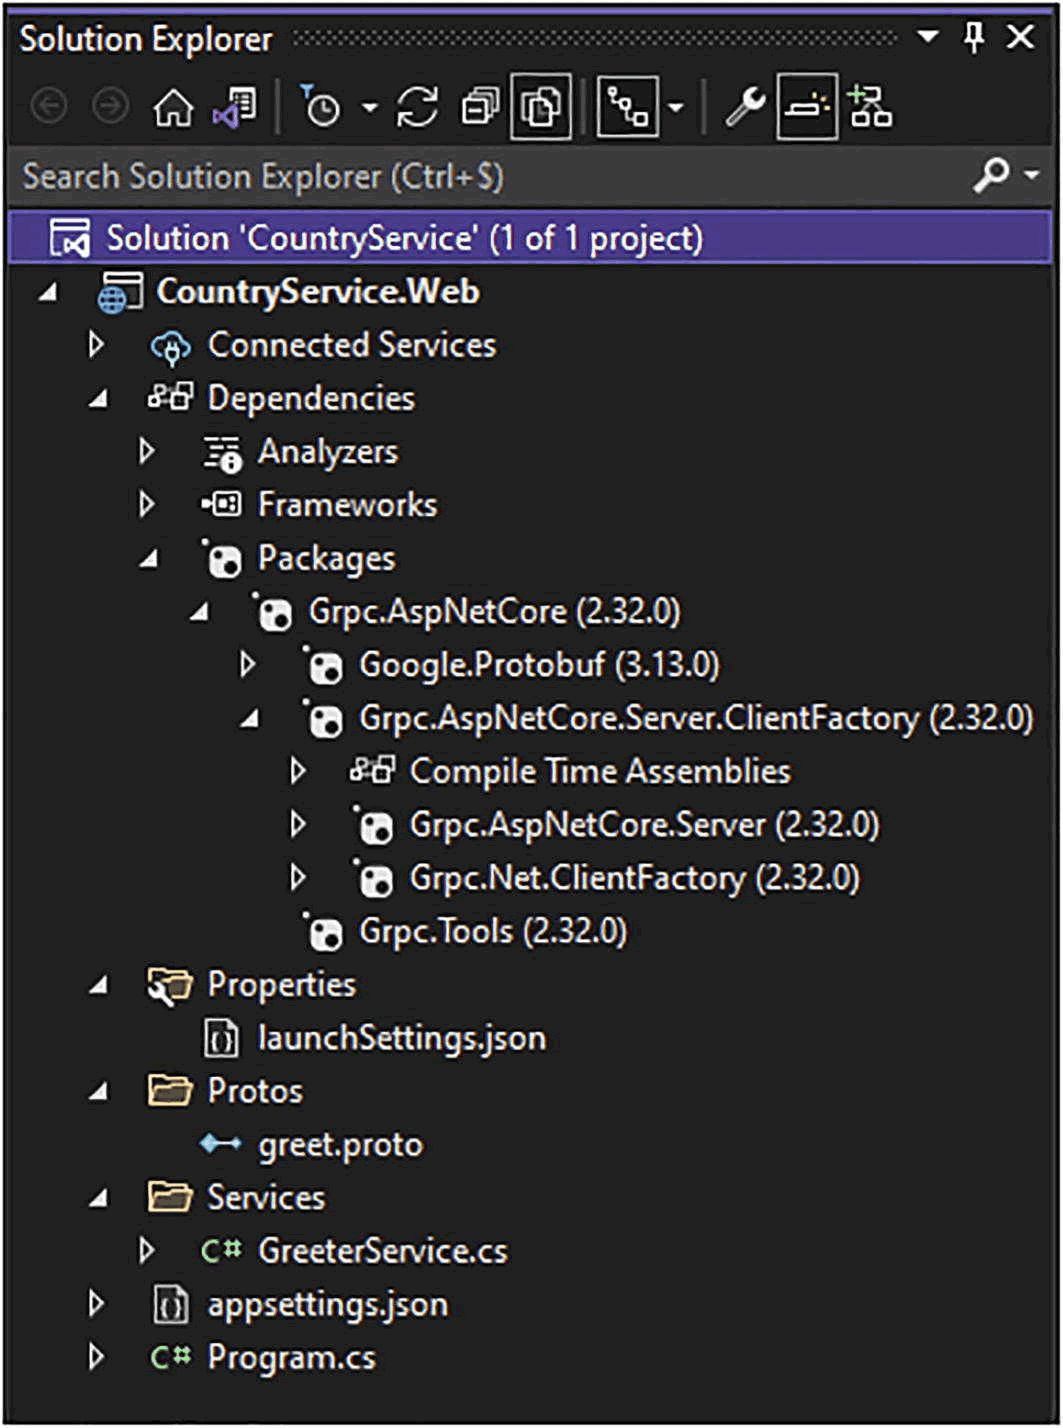 Solution Explorer
Search Solution Explorer (Ctrl+$)
Solution 'CountryService' (1 of 1 project)
CountryService.Web
Connected Services
Dependencies
Analyzers
Frameworks
Packages
Grpc.AspNetCore (2.32.0)
Google.Protobuf (3.13.0)
Grpc.AspNetCore.Server.ClientFactory (2.32.0)
Compile Time Assemblies
Grpc.AspNetCore.Server (2.32.0)
Grpc.Net.ClientFactory (2.32.0)
Grpc.Tools (2.32.0)
Properties
launchSettings.json
Protos
greet.proto
Services
C# GreeterService.cs
appsettings.json
C# Program.cs